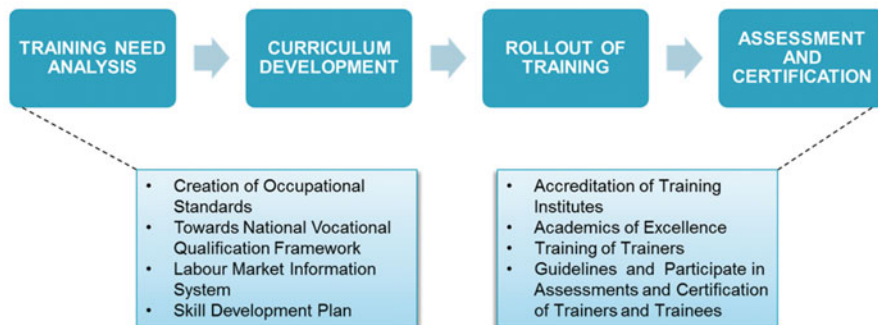 TRAINING NEED
ANALYSIS
CURRICULUM
DEVELOPMENT
ROLLOUT OF
TRAINING
ASSESSMENT
AND
CERTIFICATION
• Creation of Occupational
Standards
• Towards National Vocational
Qualification Framework
• Labour Market Information
System
• Skill Development Plan
• Accreditation of Training
Institutes
• Academics of Excellence
• Training of Trainers
• Guidelines and Participate in
Assessments and Certification
of Trainers and Trainees